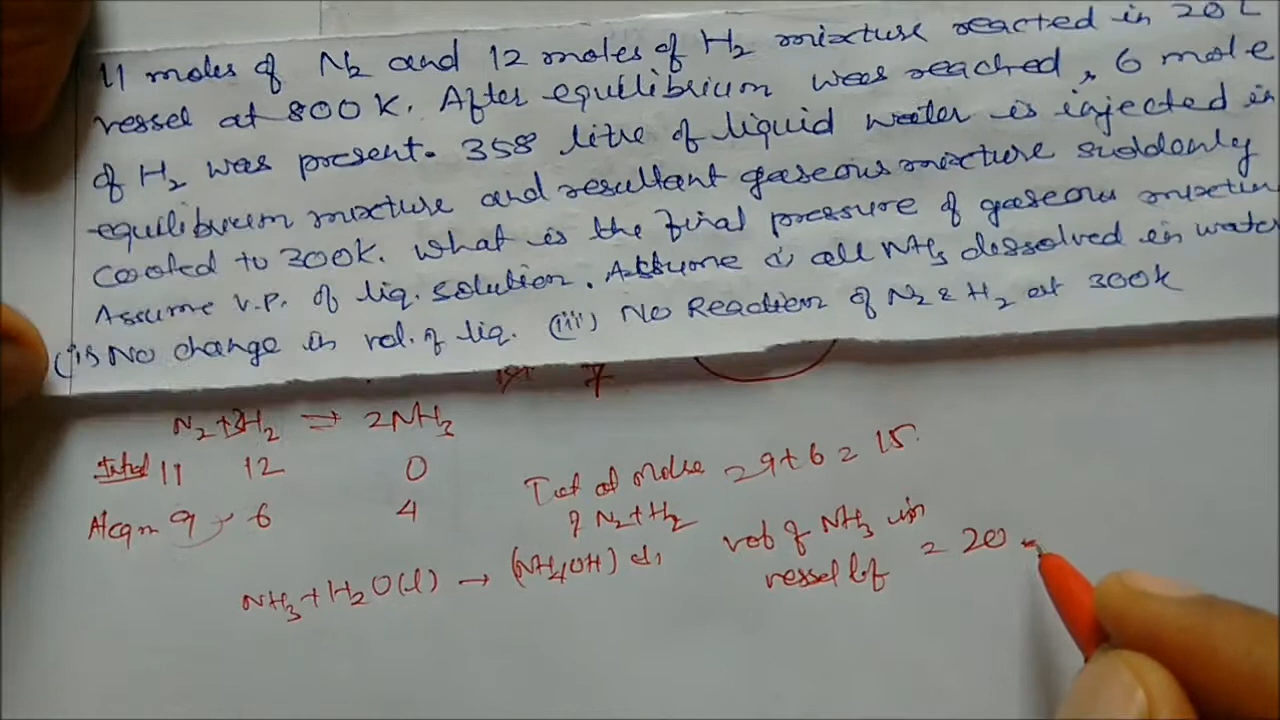 11 moles of N2 and 12 moles of H2 mixture reacted in 20 L
vessel at 800 K. After equilibrium was reached, 6 mole
of H2 was present. 358 litre of liquid water is injected in
equilibrium mixture and resultant gaseous mixture suddenly
cooled to 300K. What is the final pressure of gaseous mixture
Assume V.P. of liq. solution. Assume (i) all NH3 dissolved in water
(ii) No change in vol. of liq. (iii) No Reaction of N2 & H2 at 300K
N2+3H2 ⇌ 2NH3
Initial 11 12 0
At eqm 9 6 4
Total Moles = 9+6 = 15
of N2+H2
NH3+H2O(l) → (NH4OH)
vol of NH3 in
vessel = 20 -